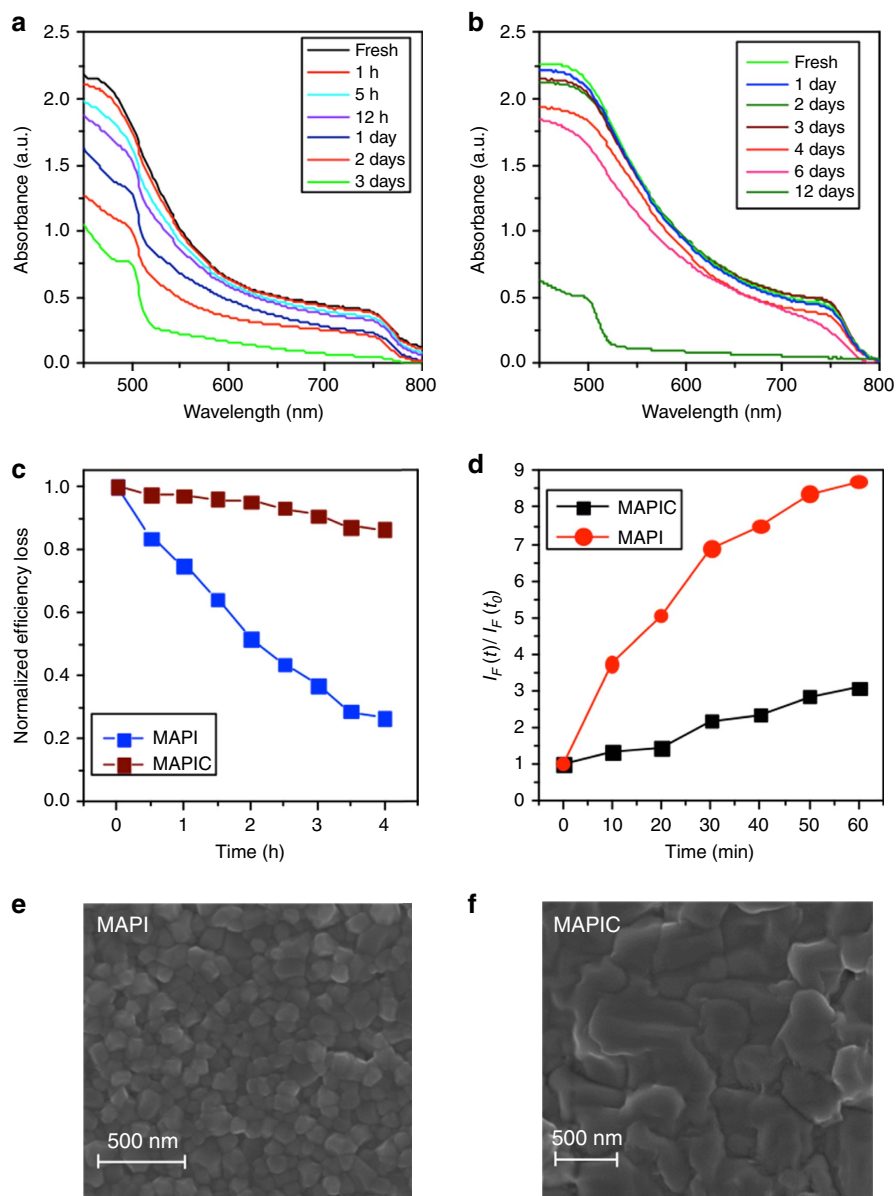 a
2.5
2.0
1.5
1.0
0.5
0.0
Absorbance (a.u.)
500
600
700
800
Wavelength (nm)
Fresh
1 h
5 h
12 h
1 day
2 days
3 days
b
2.5
2.0
1.5
1.0
0.5
0.0
Absorbance (a.u.)
500
600
700
800
Wavelength (nm)
Fresh
1 day
2 days
3 days
4 days
6 days
12 days
c
1.0
0.8
0.6
0.4
0.2
0.0
Normalized efficiency loss
0
1
2
3
4
Time (h)
MAPI
MAPIC
d
9
8
7
6
5
4
3
2
1
0
I_F (t)/ I_F (t_0)
0
10
20
30
40
50
60
Time (min)
MAPIC
MAPI
e
MAPI
500 nm
f
MAPIC
500 nm